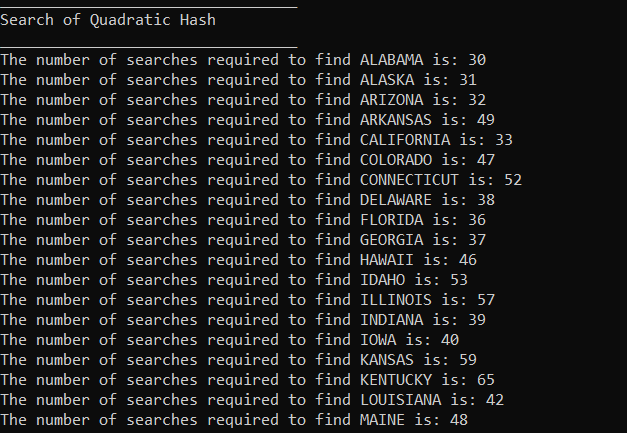 Search of Quadratic Hash
The number of searches required to find ALABAMA is: 30
The number of searches required to find ALASKA is: 31
The number of searches required to find ARIZONA is: 32
The number of searches required to find ARKANSAS is: 49
The number of searches required to find CALIFORNIA is: 33
The number of searches required to find COLORADO is: 47
The number of searches required to find CONNECTICUT is: 52
The number of searches required to find DELAWARE is: 38
The number of searches required to find FLORIDA is: 36
The number of searches required to find GEORGIA is: 37
The number of searches required to find HAWAII is: 46
The number of searches required to find IDAHO is: 53
The number of searches required to find ILLINOIS is: 57
The number of searches required to find INDIANA is: 39
The number of searches required to find IOWA is: 40
The number of searches required to find KANSAS is: 59
The number of searches required to find KENTUCKY is: 65
The number of searches required to find LOUISIANA is: 42
The number of searches required to find MAINE is: 48